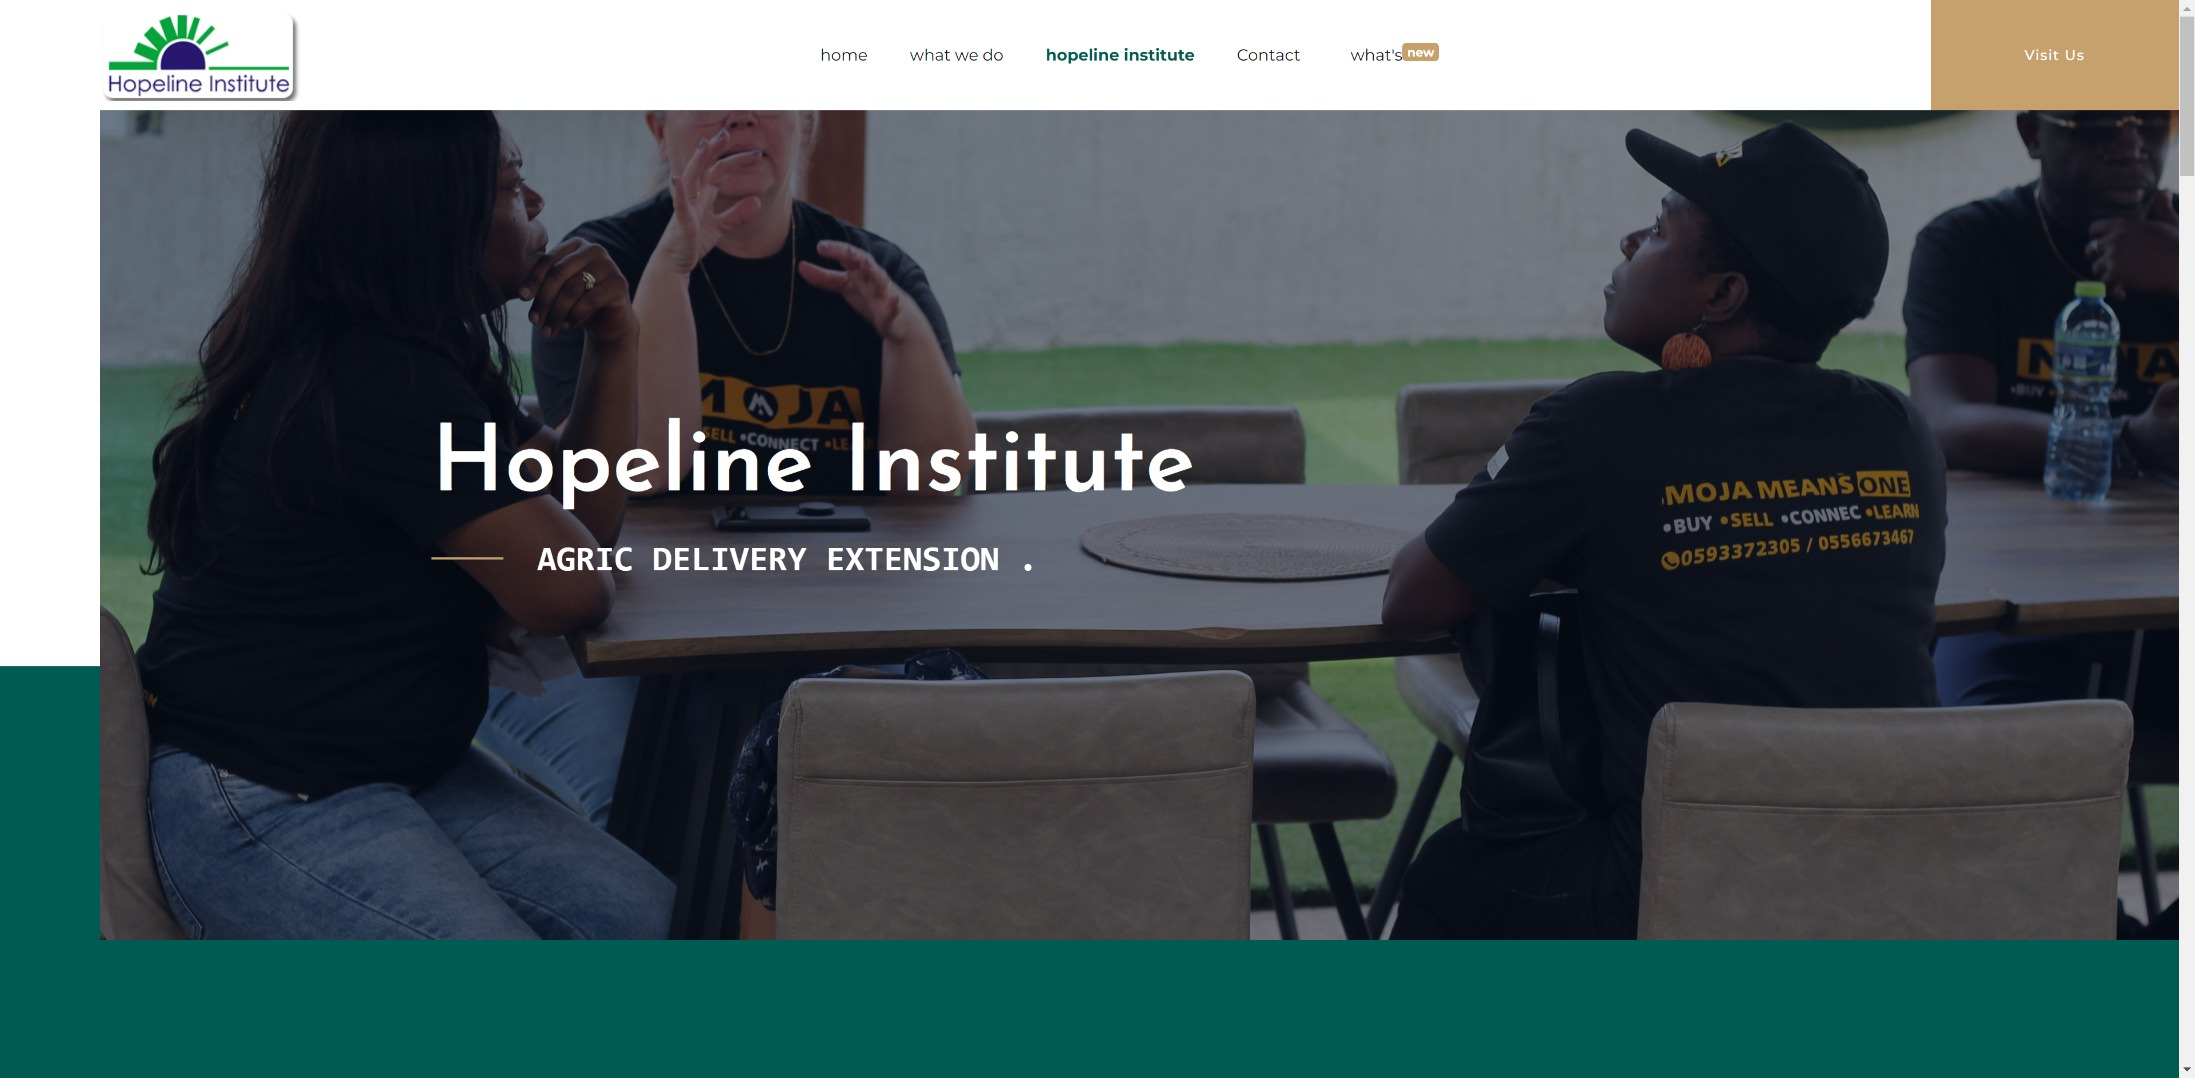 Hopeline Institute
home
what we do
hopeline institute
Contact
what's new
Visit Us
MOJA
SELL •CONNECT •LE
Hopeline Institute
AGRIC DELIVERY EXTENSION .
MOJA MEANS ONE
•BUY •SELL •CONNEC •LEARN
0593372305 / 0556673467
•BUY